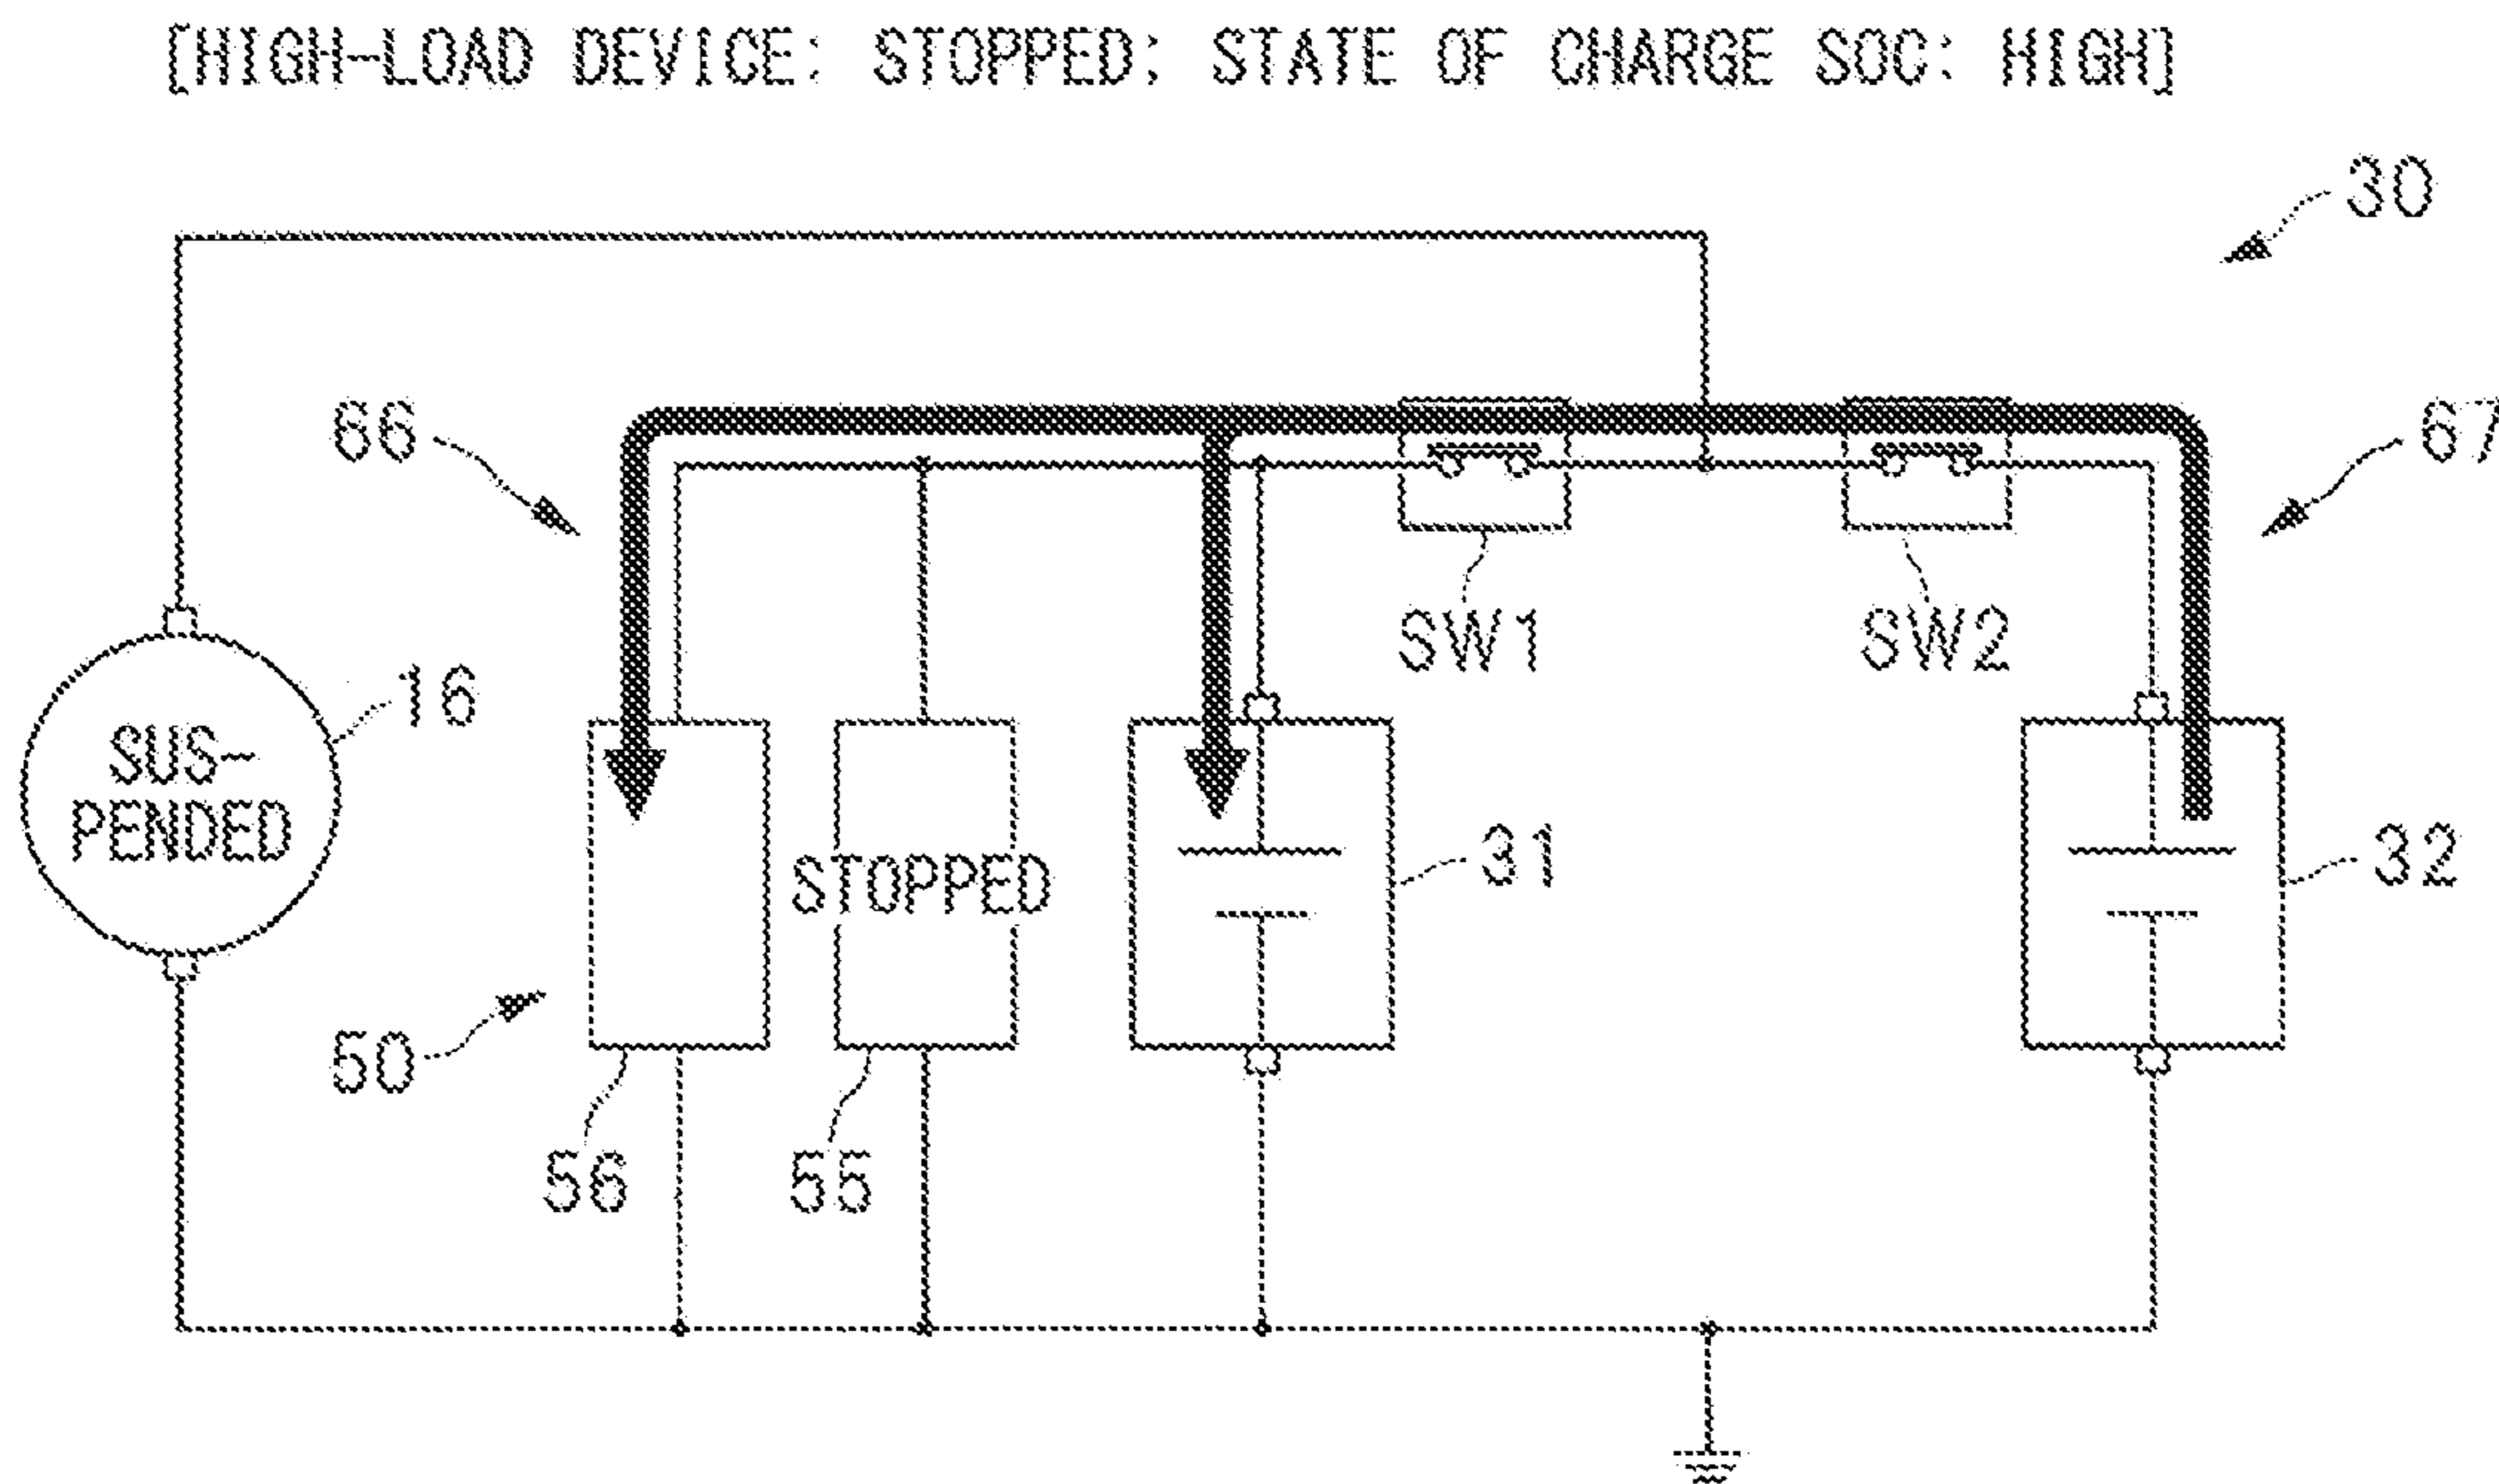 [HIGH-LOAD DEVICE: STOPPED; STATE OF CHARGE SOC: HIGH]
30
66
67
SW1
SW2
16
SUS-
PENDED
STOPPED
31
32
50
56
55